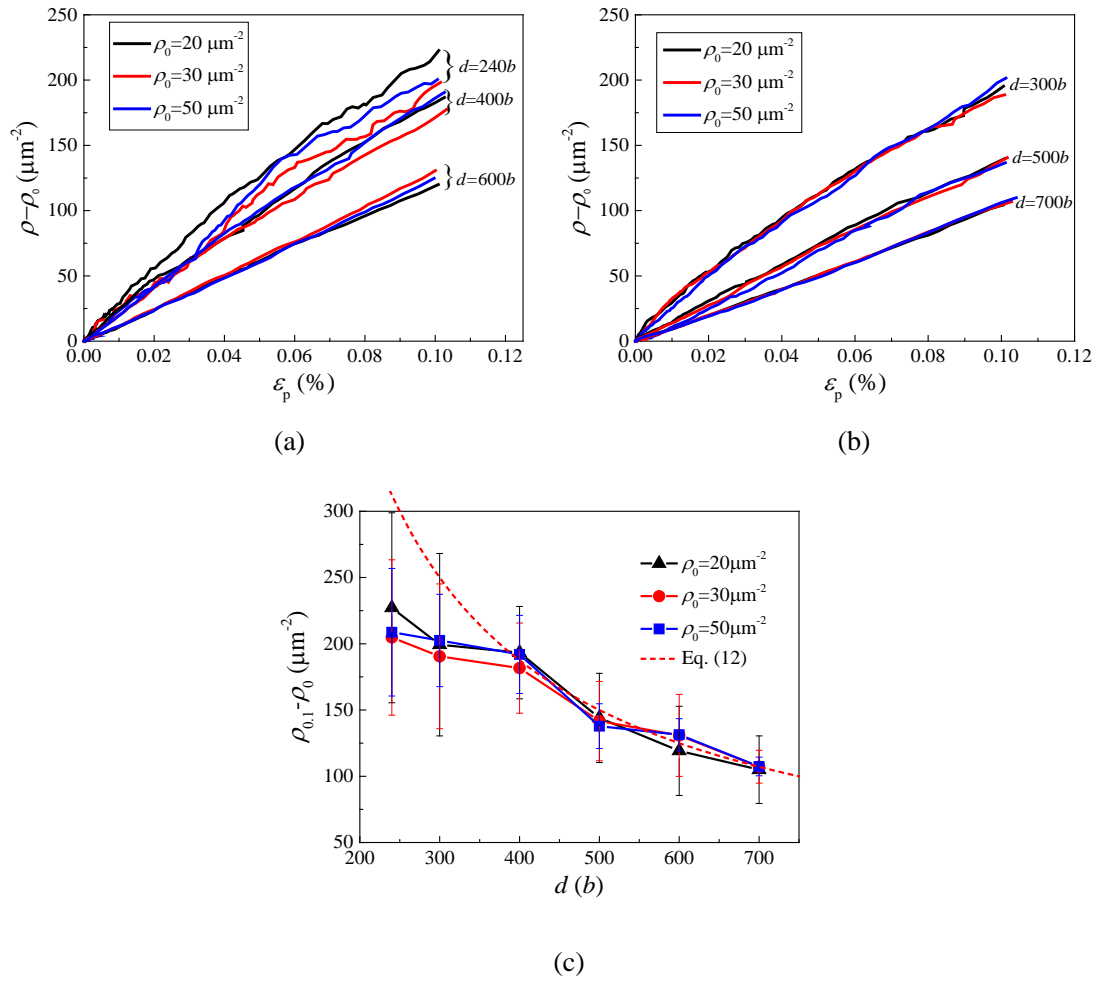 250
200
150
100
50
0
ρ−ρ₀ (μm⁻²)
ρ₀=20 μm⁻²
ρ₀=30 μm⁻²
ρ₀=50 μm⁻²
} d=240b
} d=400b
} d=600b
0.00 0.02 0.04 0.06 0.08 0.10 0.12
εₚ (%)
(a)
250
200
150
100
50
0
ρ−ρ₀ (μm⁻²)
ρ₀=20 μm⁻²
ρ₀=30 μm⁻²
ρ₀=50 μm⁻²
d=300b
d=500b
d=700b
0.00 0.02 0.04 0.06 0.08 0.10 0.12
εₚ (%)
(b)
300
250
200
150
100
50
ρ₀.₁-ρ₀ (μm⁻²)
ρ₀=20μm⁻²
ρ₀=30μm⁻²
ρ₀=50μm⁻²
Eq. (12)
200 300 400 500 600 700
d (b)
(c)